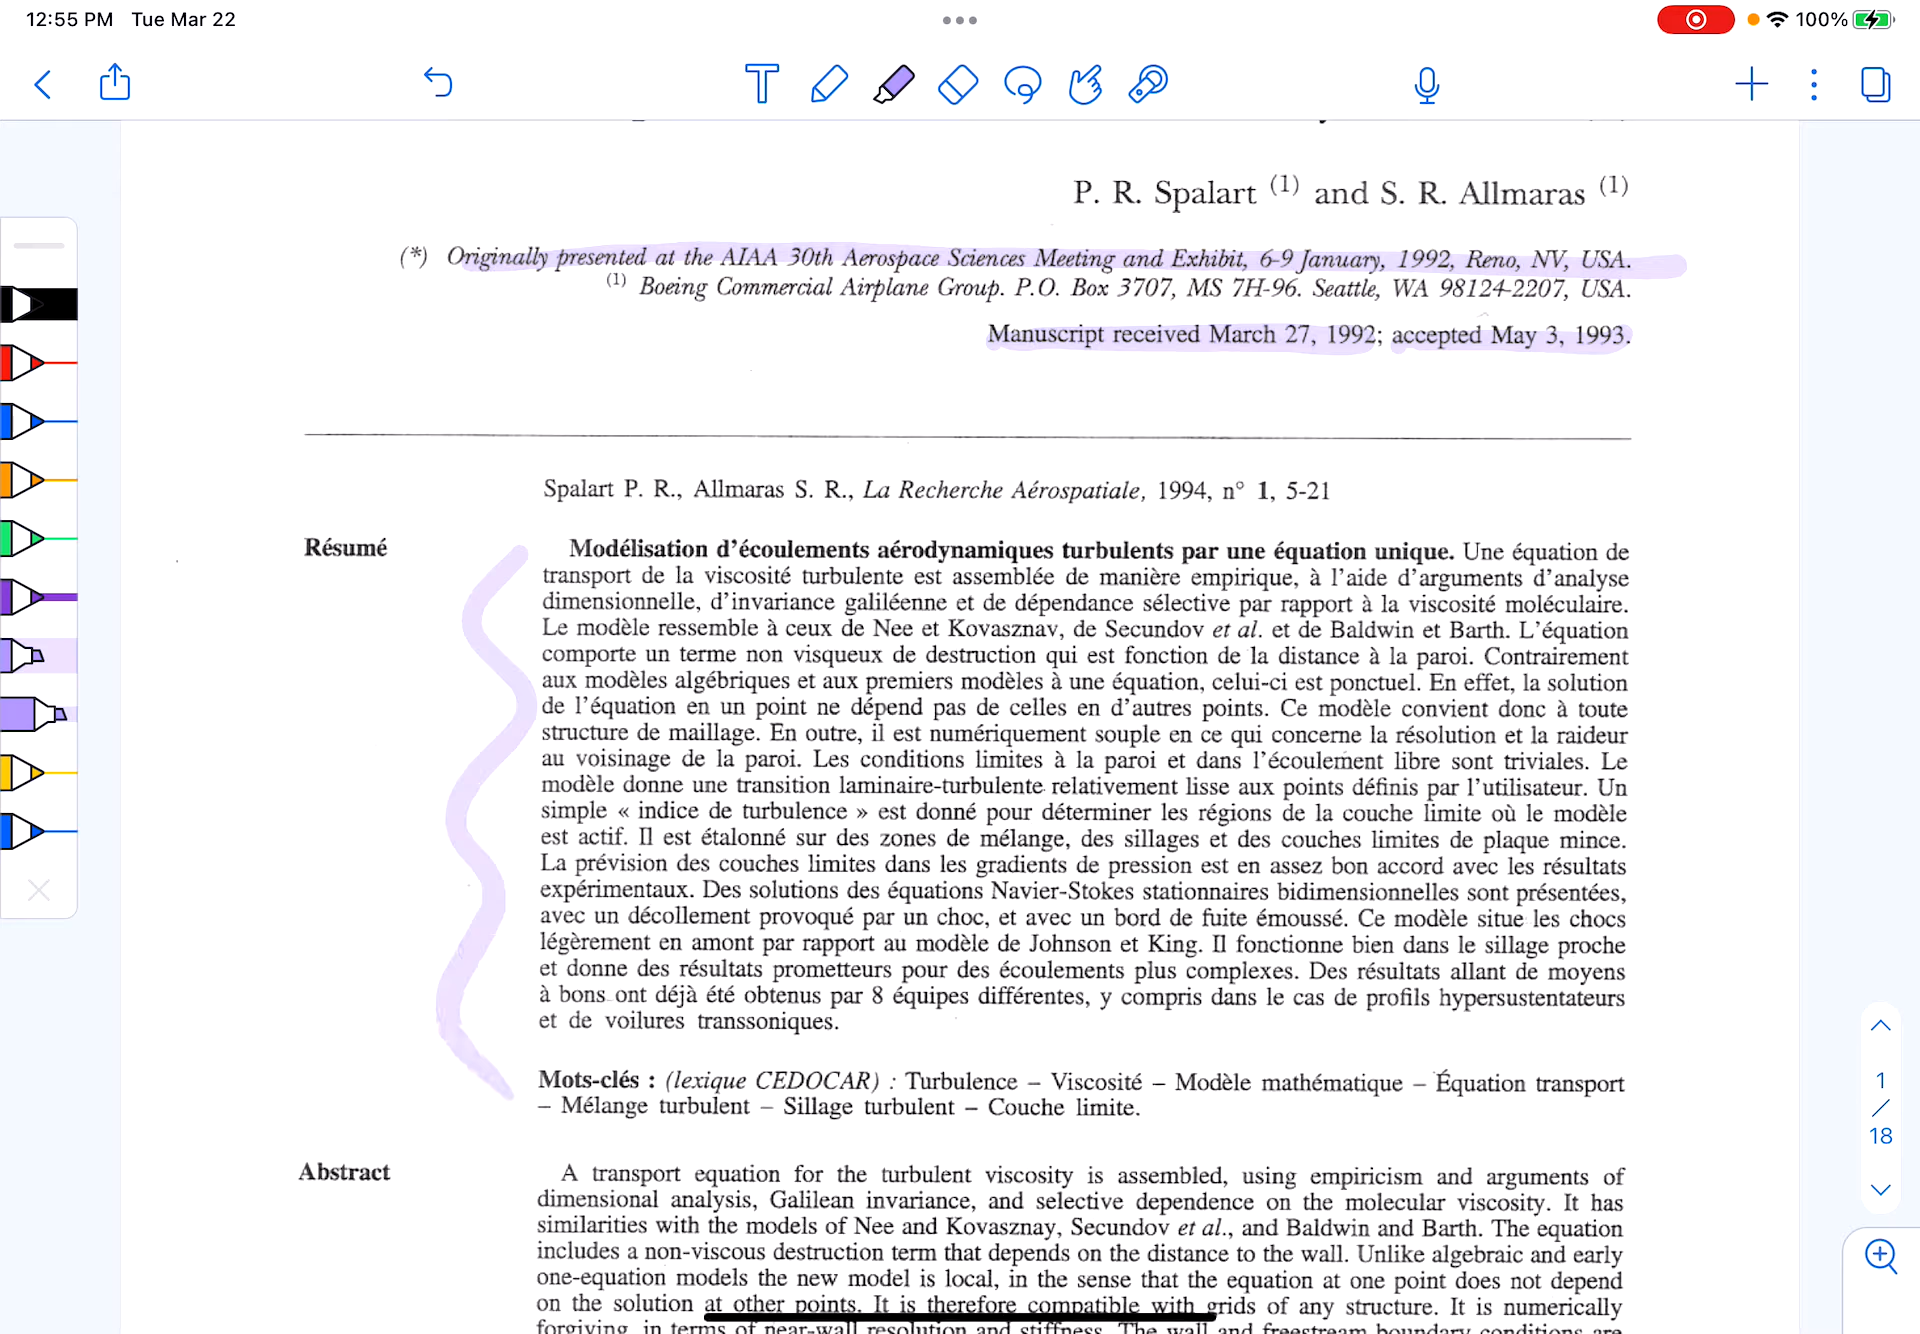 12:55 PM Tue Mar 22
100%
P. R. Spalart (1) and S. R. Allmaras (1)
(*) Originally presented at the AIAA 30th Aerospace Sciences Meeting and Exhibit, 6-9 January, 1992, Reno, NV, USA.
(1) Boeing Commercial Airplane Group. P.O. Box 3707, MS 7H-96. Seattle, WA 98124-2207, USA.
Manuscript received March 27, 1992; accepted May 3, 1993.
Spalart P. R., Allmaras S. R., La Recherche Aérospatiale, 1994, n° 1, 5-21
Résumé
Modélisation d'écoulements aérodynamiques turbulents par une équation unique. Une équation de
transport de la viscosité turbulente est assemblée de manière empirique, à l'aide d'arguments d'analyse
dimensionnelle, d'invariance galiléenne et de dépendance sélective par rapport à la viscosité moléculaire.
Le modèle ressemble à ceux de Nee et Kovasznav, de Secundov et al. et de Baldwin et Barth. L'équation
comporte un terme non visqueux de destruction qui est fonction de la distance à la paroi. Contrairement
aux modèles algébriques et aux premiers modèles à une équation, celui-ci est ponctuel. En effet, la solution
de l'équation en un point ne dépend pas de celles en d'autres points. Ce modèle convient donc à toute
structure de maillage. En outre, il est numériquement souple en ce qui concerne la résolution et la raideur
au voisinage de la paroi. Les conditions limites à la paroi et dans l'écoulement libre sont triviales. Le
modèle donne une transition laminaire-turbulente relativement lisse aux points définis par l'utilisateur. Un
simple « indice de turbulence » est donné pour déterminer les régions de la couche limite où le modèle
est actif. Il est étalonné sur des zones de mélange, des sillages et des couches limites de plaque mince.
La prévision des couches limites dans les gradients de pression est en assez bon accord avec les résultats
expérimentaux. Des solutions des équations Navier-Stokes stationnaires bidimensionnelles sont présentées,
avec un décollement provoqué par un choc, et avec un bord de fuite émoussé. Ce modèle situe les chocs
légèrement en amont par rapport au modèle de Johnson et King. Il fonctionne bien dans le sillage proche
et donne des résultats prometteurs pour des écoulements plus complexes. Des résultats allant de moyens
à bons ont déjà été obtenus par 8 équipes différentes, y compris dans le cas de profils hypersustentateurs
et de voilures transsoniques.
Mots-clés : (lexique CEDOCAR) : Turbulence – Viscosité – Modèle mathématique – Équation transport
– Mélange turbulent – Sillage turbulent – Couche limite.
Abstract
A transport equation for the turbulent viscosity is assembled, using empiricism and arguments of
dimensional analysis, Galilean invariance, and selective dependence on the molecular viscosity. It has
similarities with the models of Nee and Kovasznay, Secundov et al., and Baldwin and Barth. The equation
includes a non-viscous destruction term that depends on the distance to the wall. Unlike algebraic and early
one-equation models the new model is local, in the sense that the equation at one point does not depend
on the solution at other points. It is therefore compatible with grids of any structure. It is numerically
forgiving, in terms of near-wall resolution and stiffness. The wall and freestream boundary conditions are
1
/
18